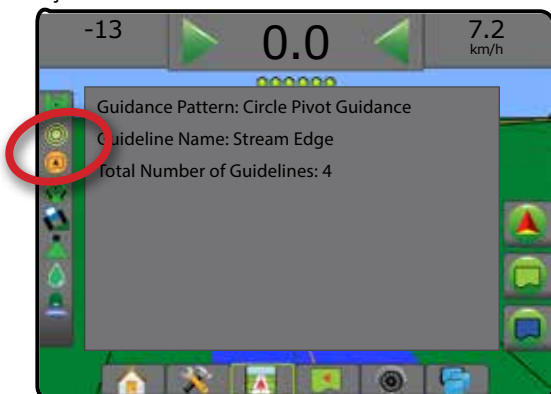 -13
0.0
7.2
km/h
Guidance Pattern: Circle Pivot Guidance
Guideline Name: Stream Edge
Total Number of Guidelines: 4